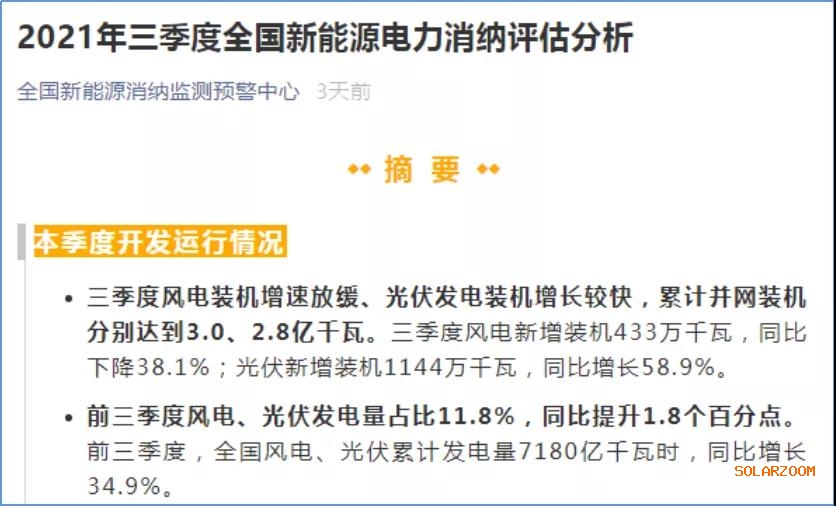 2021年三季度全国新能源电力消纳评估分析
全国新能源消纳监测预警中心 3天前
摘 要
本季度开发运行情况
• 三季度风电装机增速放缓、光伏发电装机增长较快，累计并网装机
分别达到3.0、2.8亿千瓦。三季度风电新增装机433万千瓦，同比
下降38.1%；光伏新增装机1144万千瓦，同比增长58.9%。
• 前三季度风电、光伏发电量占比11.8%，同比提升1.8个百分点。
前三季度，全国风电、光伏累计发电量7180亿千瓦时，同比增长
34.9%。
SOLARZOOM